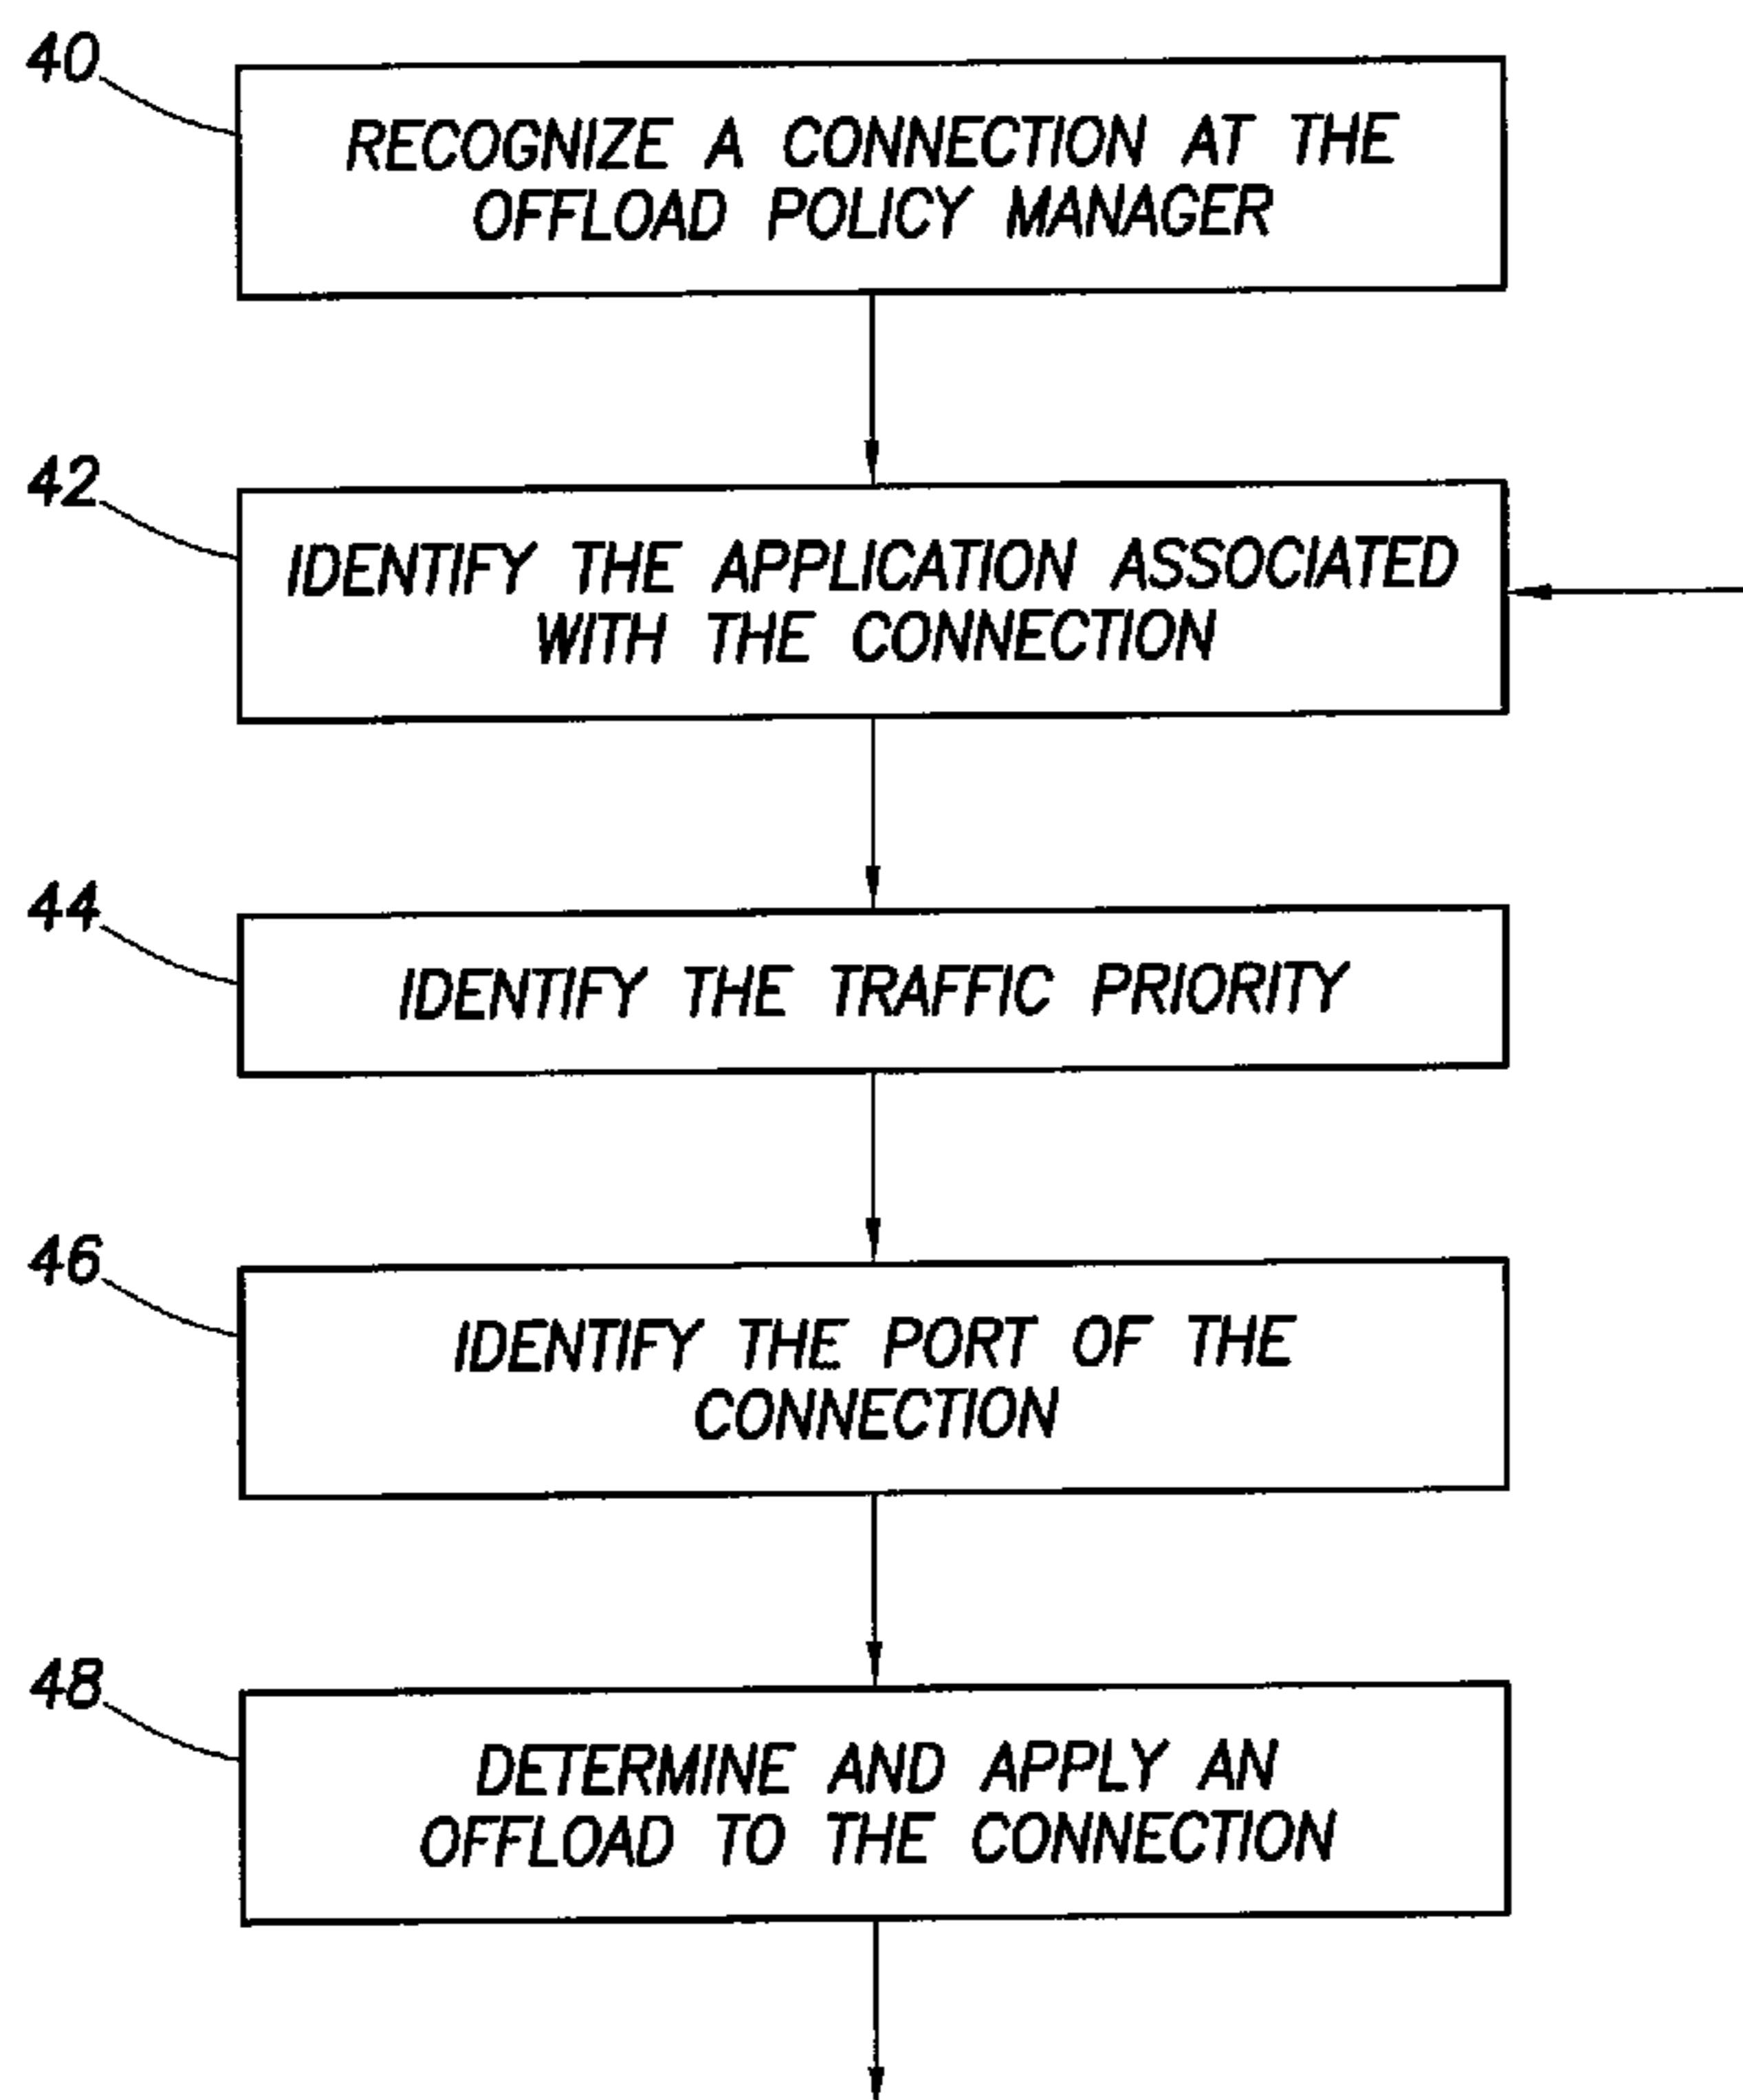 40
RECOGNIZE A CONNECTION AT THE
OFFLOAD POLICY MANAGER
42
IDENTIFY THE APPLICATION ASSOCIATED
WITH THE CONNECTION
44
IDENTIFY THE TRAFFIC PRIORITY
46
IDENTIFY THE PORT OF THE
CONNECTION
48
DETERMINE AND APPLY AN
OFFLOAD TO THE CONNECTION